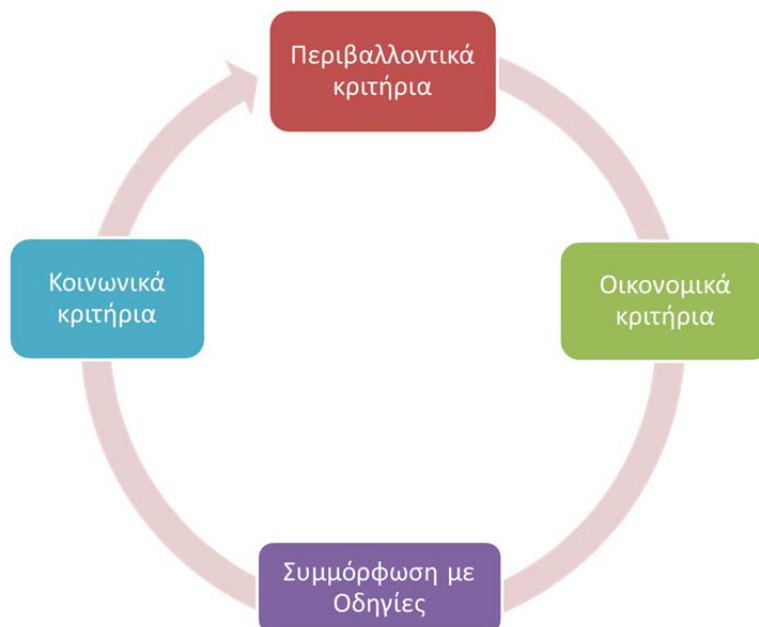 Περιβαλλοντικά
κριτήρια
Οικονομικά
κριτήρια
Συμμόρφωση με
Οδηγίες
Κοινωνικά
κριτήρια